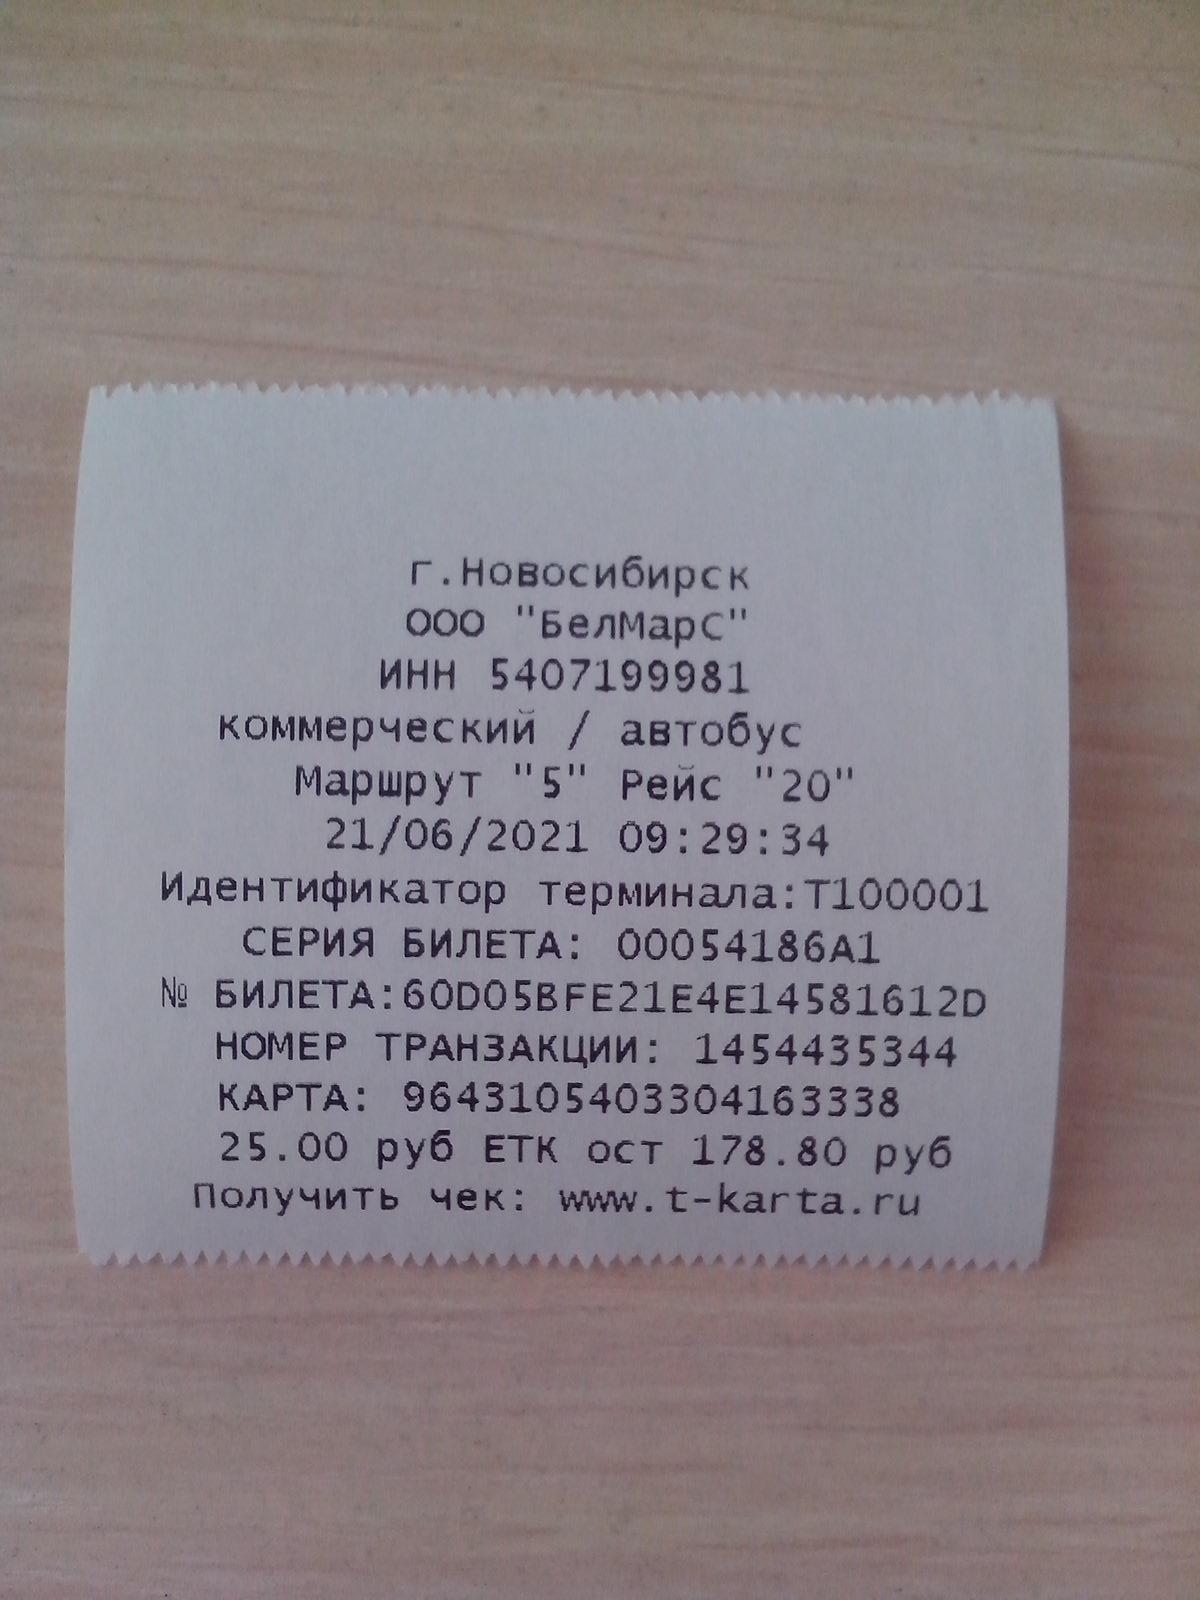 г.Новосибирск
ООО "БелМарС"
ИНН 5407199981
коммерческий / автобус
Маршрут "5" Рейс "20"
21/06/2021 09:29:34
Идентификатор терминала:T100001
СЕРИЯ БИЛЕТА: 00054186A1
№ БИЛЕТА:60D05BFE21E4E14581612D
НОМЕР ТРАНЗАКЦИИ: 1454435344
КАРТА: 9643105403304163338
25.00 руб ЕТК ост 178.80 руб
Получить чек: www.t-karta.ru